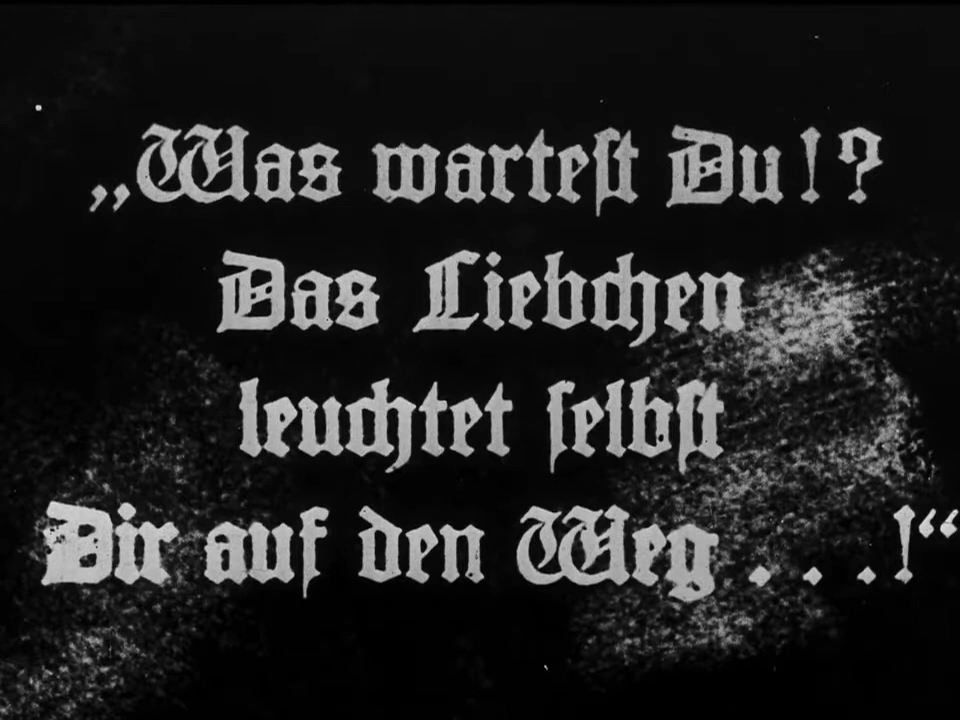 „Was wartest Du!?
Das Liebchen
leuchtet selbst
Dir auf den Weg . . .!“